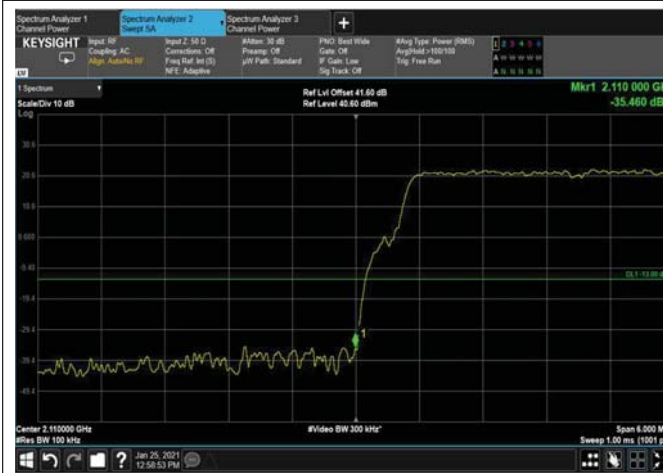 Spectrum Analyzer 1
Channel Power
Spectrum Analyzer 2
Swept SA
Spectrum Analyzer 3
Channel Power
+
KEYSIGHT
Input: RF
Coupling: AC
Align: Auto/No RF
Input Z: 50 Ω
Corrections: Off
Freq Ref: Int (S)
NFE: Adaptive
#Atten: 30 dB
Preamp: Off
µW Path: Standard
PNO: Best Wide
Gate: Off
IF Gain: Low
Sig Track: Off
#Avg Type: Power (RMS)
Avg|Hold:>100/100
Trig: Free Run
1 2 3 4 5 6
A W W W W W
A N N N N N
LXI
1 Spectrum
Scale/Div 10 dB
Ref Lvl Offset 41.60 dB
Ref Level 40.60 dBm
Mkr1 2.110 000 G
-35.460 dB
Log
30.6
20.6
10.6
0.600
-9.40
-19.4
-29.4
-39.4
-49.4
DL1 -13.00 d
1
Center 2.110000 GHz
#Res BW 100 kHz
#Video BW 300 kHz*
Span 6.000 M
Sweep 1.00 ms (1001 p
?
Jan 25, 2021
12:58:53 PM